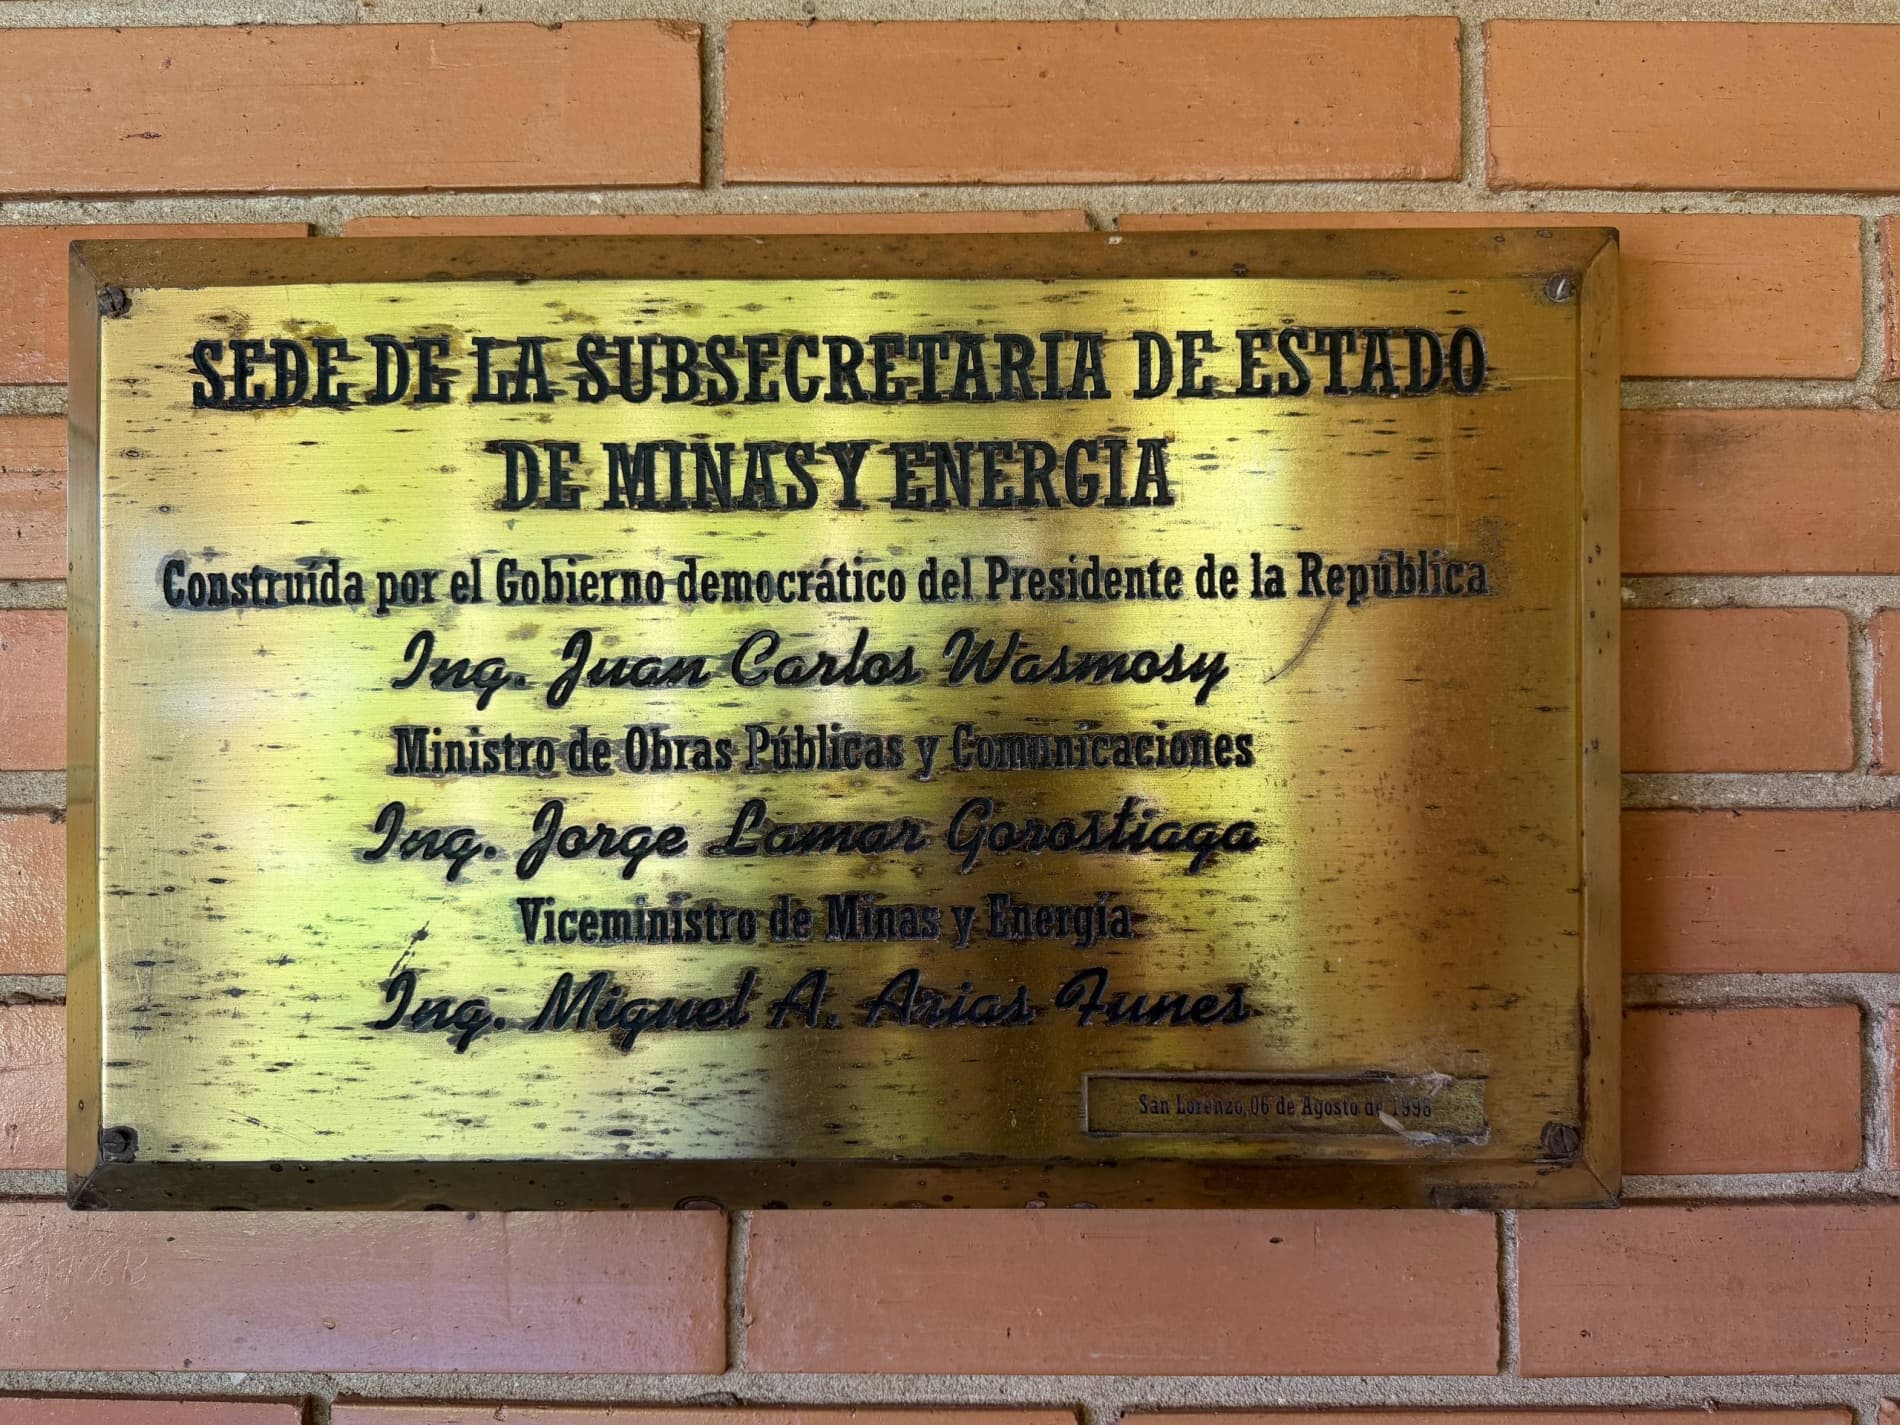 SEDE DE LA SUBSECRETARIA DE ESTADO
DE MINAS Y ENERGIA
Construída por el Gobierno democrático del Presidente de la República
Ing. Juan Carlos Wasmosy
Ministro de Obras Públicas y Comunicaciones
Ing. Jorge Lamar Gorostiaga
Viceministro de Minas y Energía
Ing. Miguel A. Arias Funes
San Lorenzo, 06 de Agosto de 1998